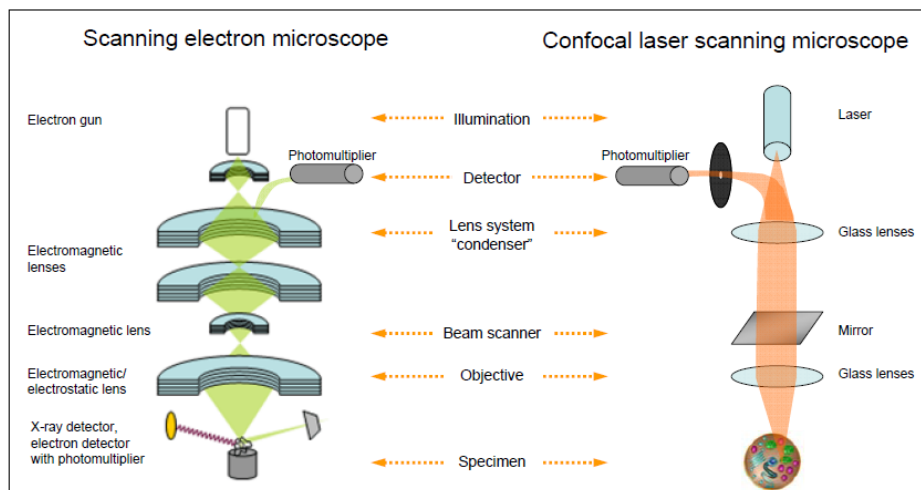 Scanning electron microscope
Confocal laser scanning microscope
Electron gun
Illumination
Laser
Photomultiplier
Photomultiplier
Detector
Lens system
“condenser”
Glass lenses
Electromagnetic
lenses
Electromagnetic lens
Beam scanner
Mirror
Electromagnetic/
electrostatic lens
Objective
Glass lenses
X-ray detector,
electron detector
with photomultiplier
Specimen